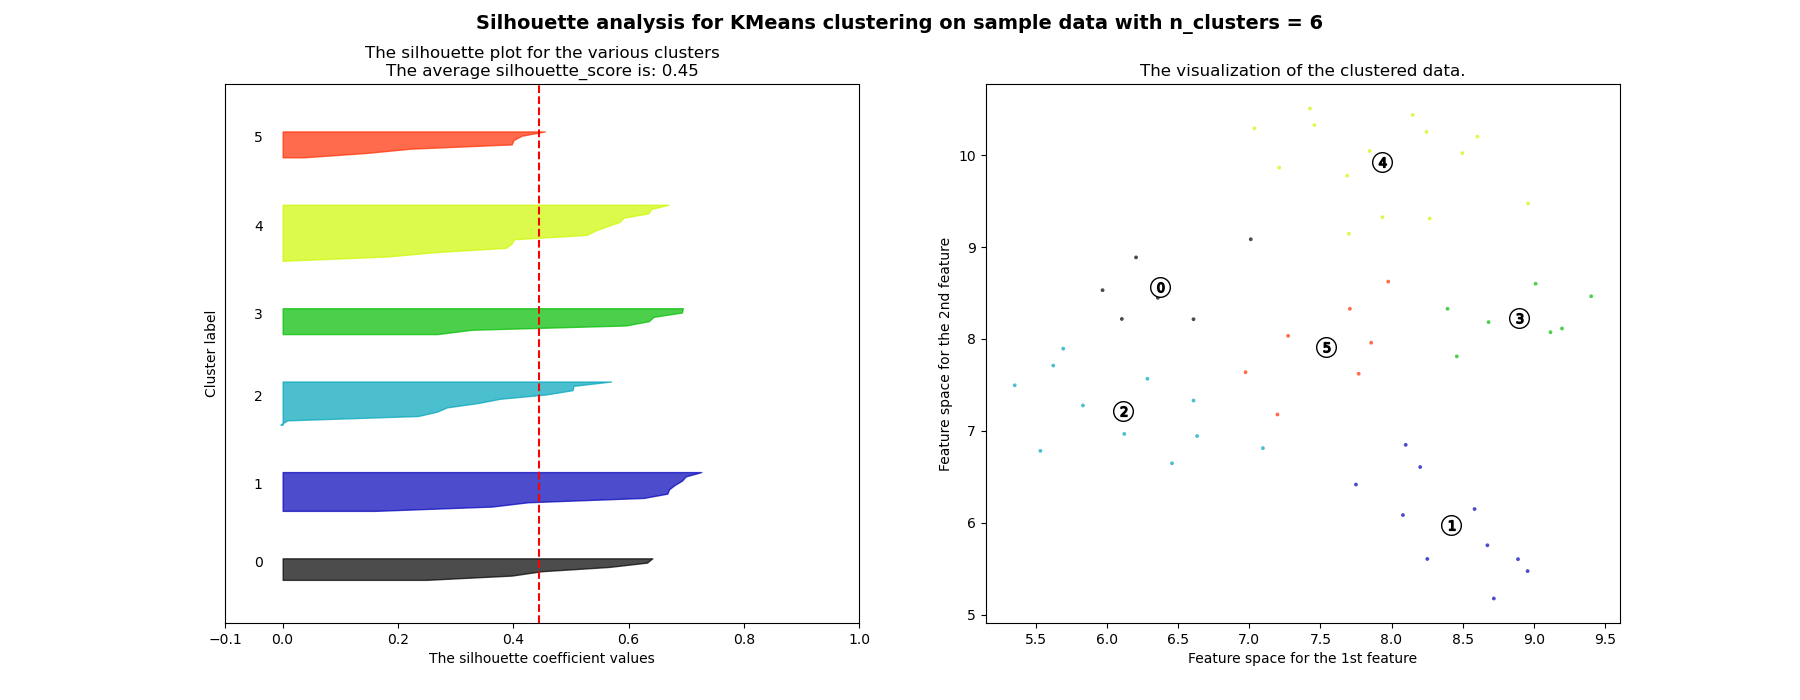 Silhouette analysis for KMeans clustering on sample data with n_clusters = 6
The silhouette plot for the various clusters
The average silhouette_score is: 0.45
Cluster label
5
4
3
2
1
0
−0.1 0.0 0.2 0.4 0.6 0.8 1.0
The silhouette coefficient values
The visualization of the clustered data.
Feature space for the 2nd feature
10
9
8
7
6
5
4
0
3
5
2
1
5.5 6.0 6.5 7.0 7.5 8.0 8.5 9.0 9.5
Feature space for the 1st feature